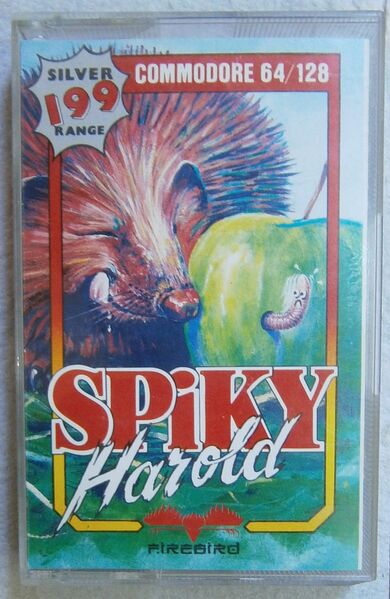 SILVER
199
RANGE
COMMODORE 64/128
SPiKY
Harold
FIREBIRD